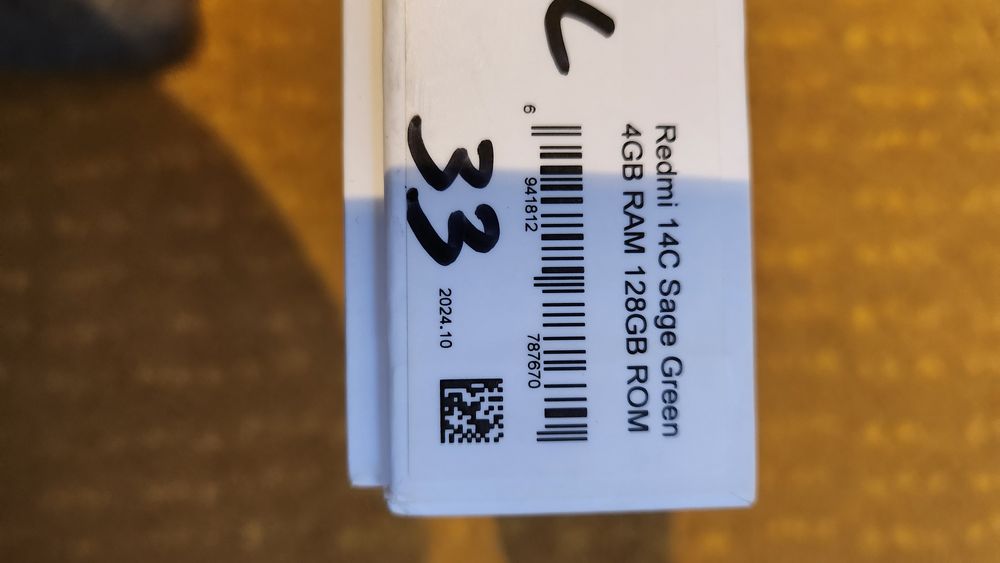 Redmi 14C Sage Green
4GB RAM 128GB ROM
6 941812 787670
2024.10
33